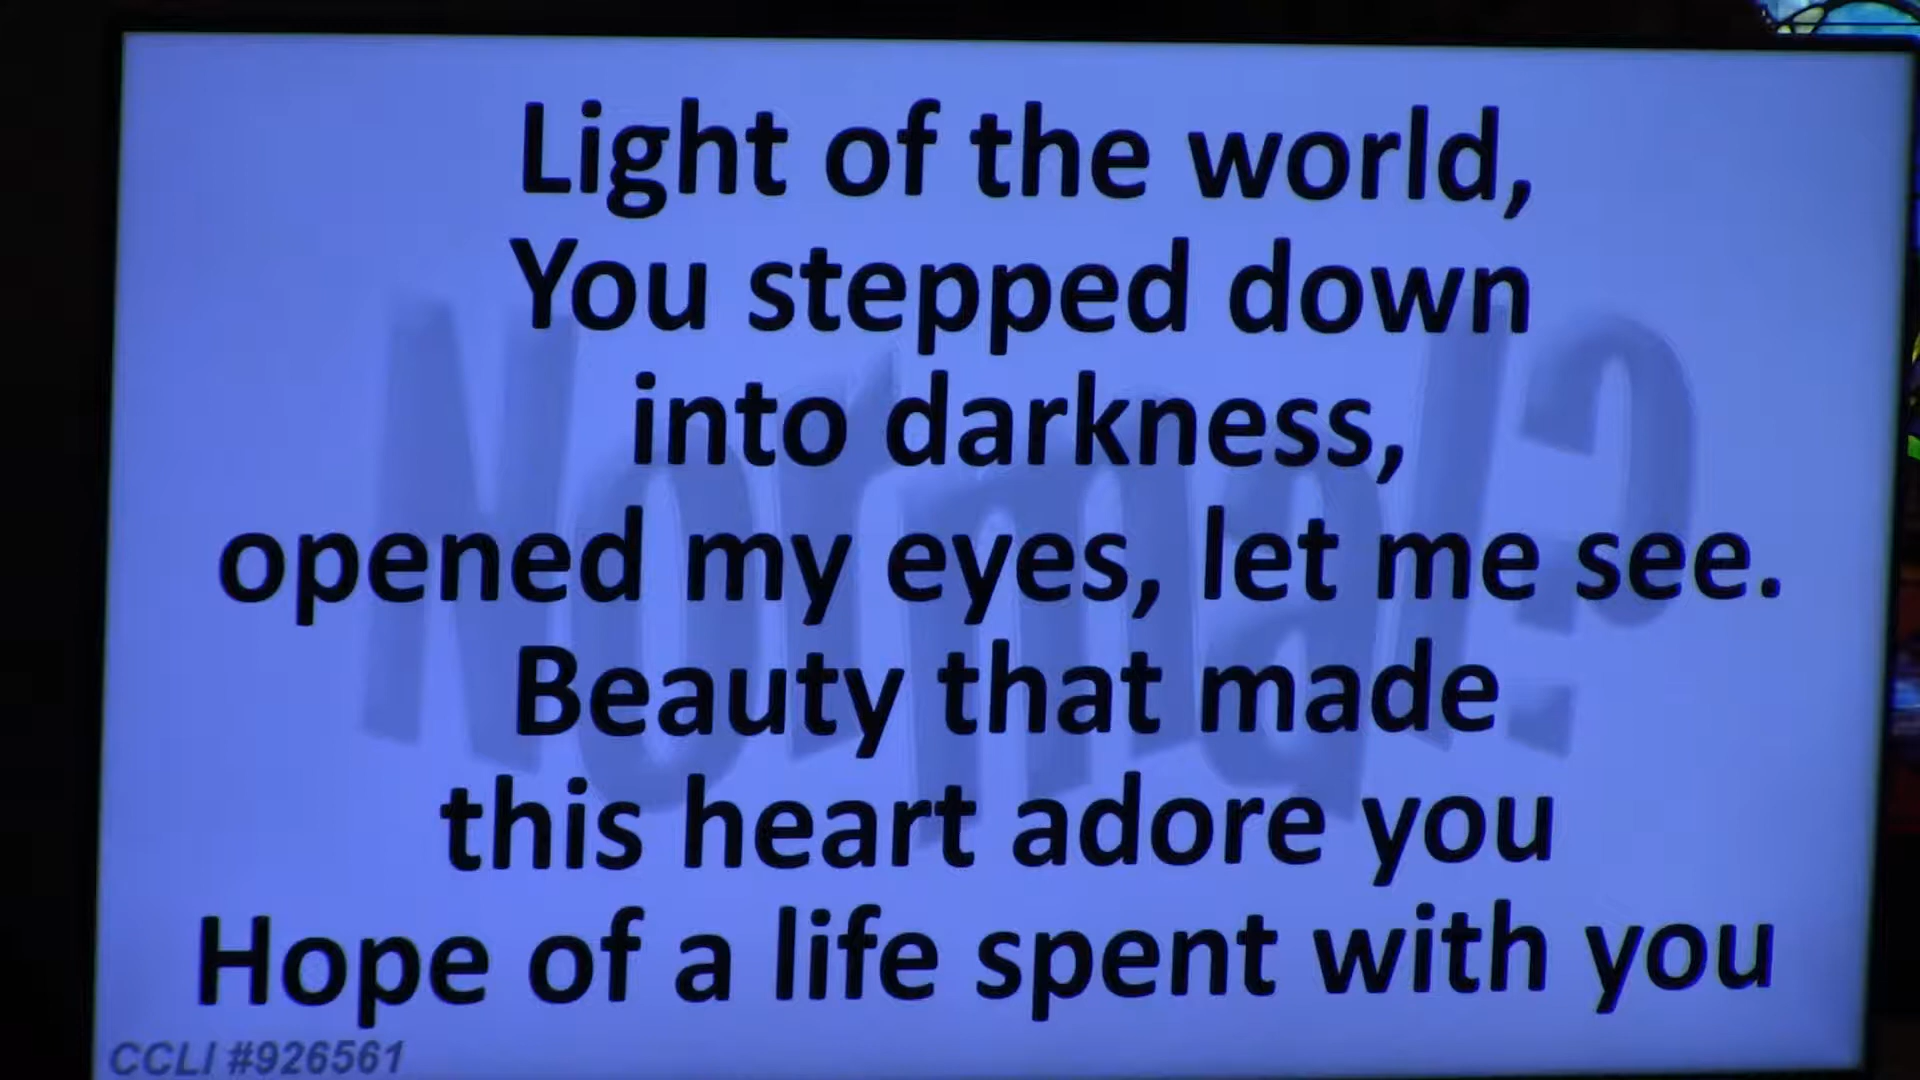 Light of the world,
You stepped down
into darkness,
opened my eyes, let me see.
Beauty that made
this heart adore you
Hope of a life spent with you
Normal?
CCLI #926561